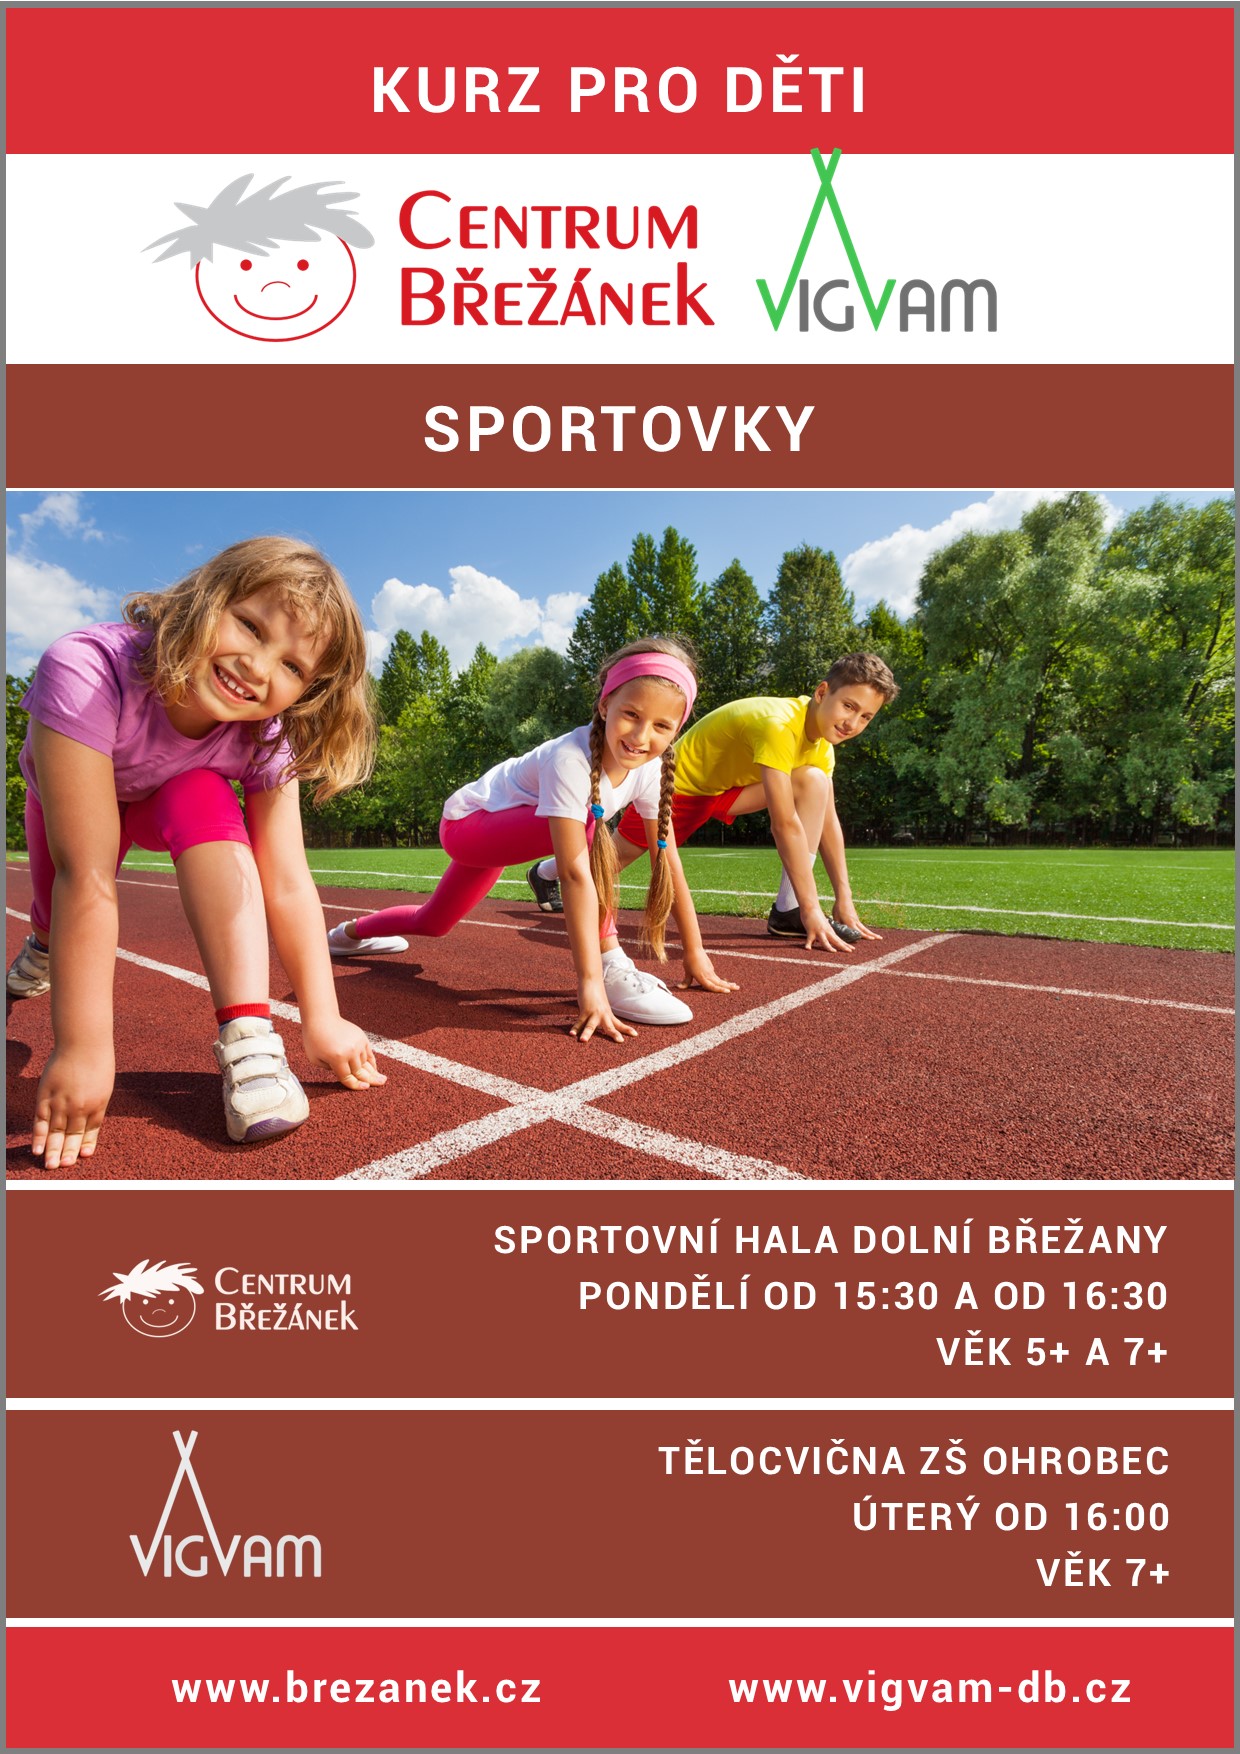 KURZ PRO DĚTI
CENTRUM
BŘEŽÁNEK
VIGVAM
SPORTOVKY
CENTRUM
BŘEŽÁNEK
SPORTOVNÍ HALA DOLNÍ BŘEŽANY
PONDĚLÍ OD 15:30 A OD 16:30
VĚK 5+ A 7+
VIGVAM
TĚLOCVIČNA ZŠ OHROBEC
ÚTERÝ OD 16:00
VĚK 7+
www.brezanek.cz
www.vigvam-db.cz